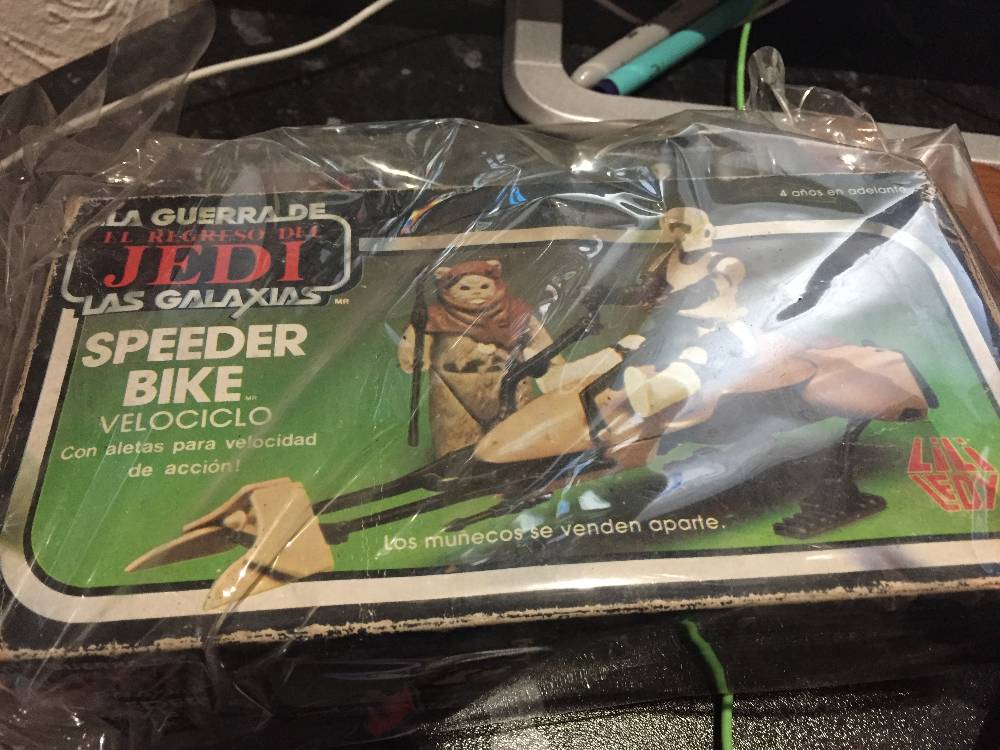 LA GUERRA DE
EL REGRESO DEL
JEDI
LAS GALAXIAS MR
SPEEDER
BIKE MR
VELOCICLO
Con aletas para velocidad
de acción!
4 años en adelante
Los muñecos se venden aparte.
LILI
LEDY